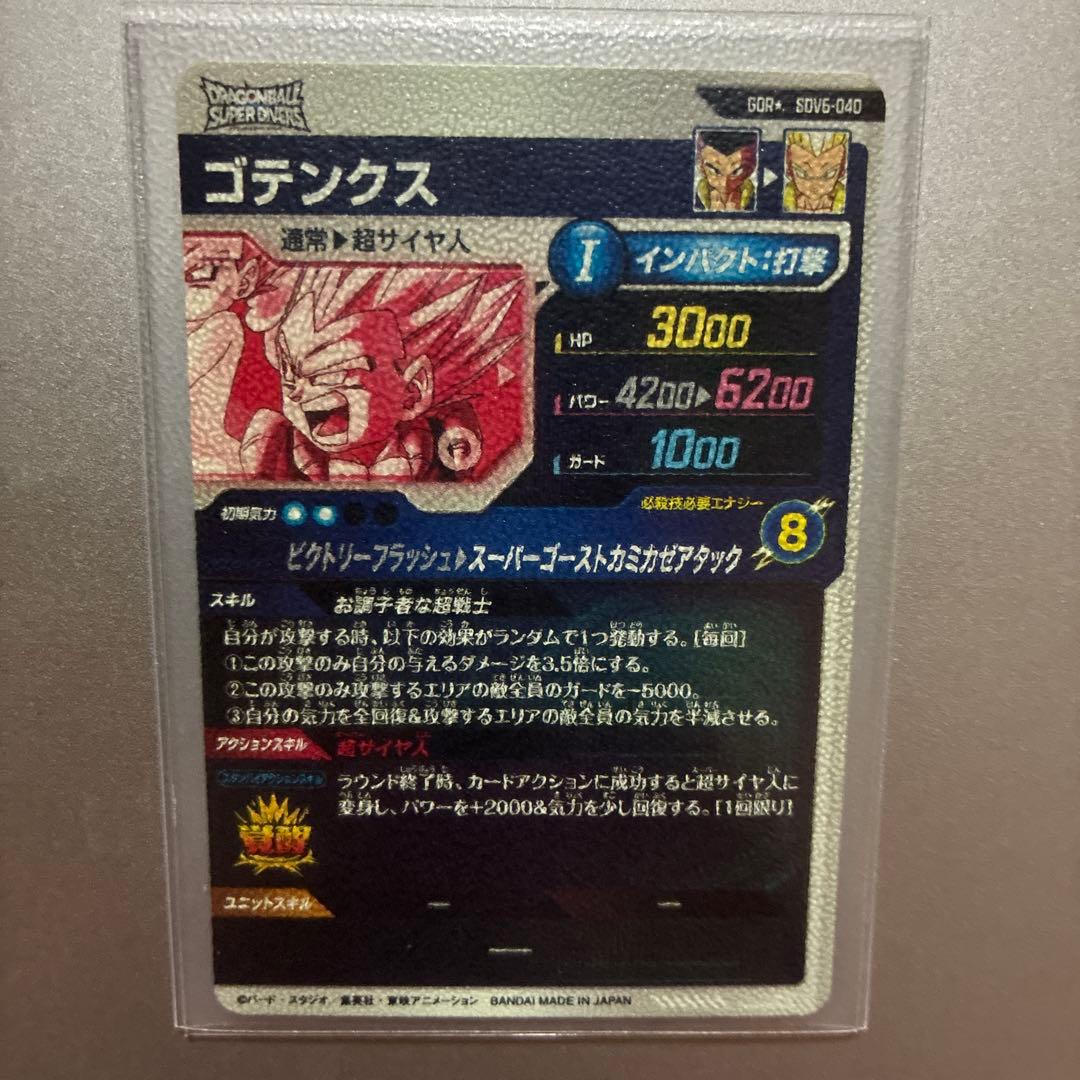 DRAGONBALL
SUPER DIVERS
GDR★ SDV6-040
ゴテンクス
通常▶超サイヤ人
I インパクト:打撃
HP 3000
パワー 4200▶6200
ガード 1000
初期気力
必殺技必要エナジー
8
ビクトリーフラッシュ▶スーパーゴーストカミカゼアタック
スキル お調子者な超戦士
自分が攻撃する時、以下の効果がランダムで1つ発動する。[毎回]
①この攻撃のみ自分の与えるダメージを3.5倍にする。
②この攻撃のみ攻撃するエリアの敵全員のガードを-5000。
③自分の気力を全回復&攻撃するエリアの敵全員の気力を半減させる。
アクションスキル 超サイヤ人
スタンバイアクションスキル
ラウンド終了時、カードアクションに成功すると超サイヤ人に
変身し、パワーを+2000&気力を少し回復する。[1回限り]
覚醒
ユニットスキル — —
—
©バード・スタジオ/集英社・東映アニメーション BANDAI MADE IN JAPAN